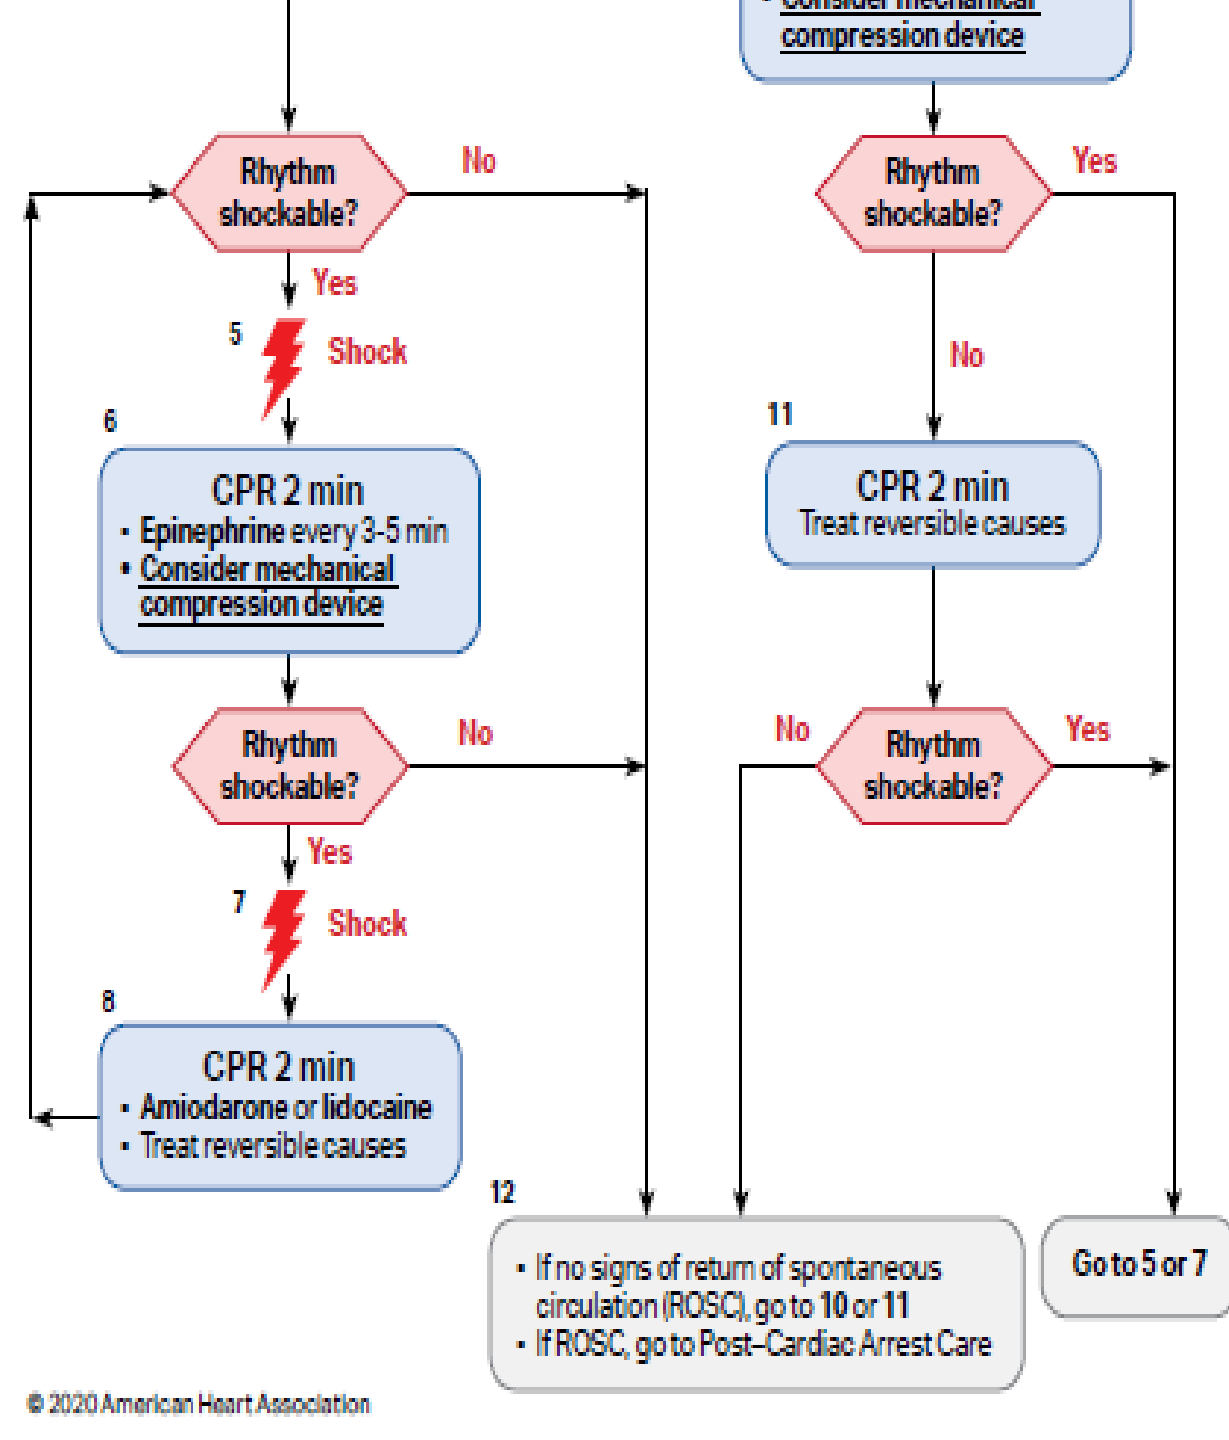 • Consider mechanical
compression device
Rhythm
shockable?
No
Yes
5
Shock
6
CPR 2 min
• Epinephrine every 3-5 min
• Consider mechanical
compression device
Rhythm
shockable?
No
Yes
7
Shock
8
CPR 2 min
• Amiodarone or lidocaine
• Treat reversible causes
Rhythm
shockable?
Yes
No
11
CPR 2 min
Treat reversible causes
Rhythm
shockable?
No
Yes
12
• If no signs of return of spontaneous
circulation (ROSC), go to 10 or 11
• If ROSC, go to Post–Cardiac Arrest Care
Go to 5 or 7
© 2020 American Heart Association